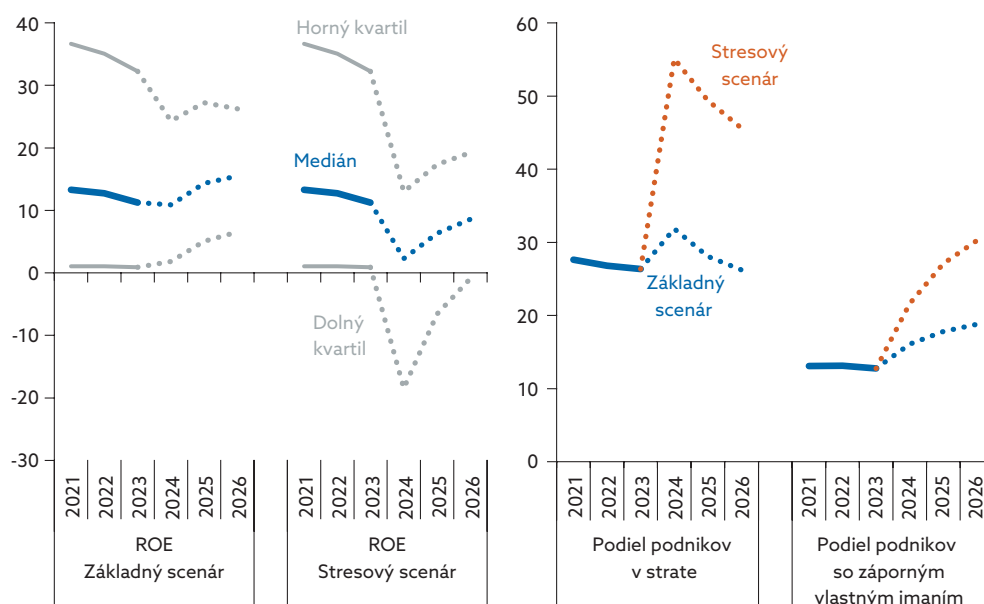 40
30
20
10
0
-10
-20
-30
Horný kvartil
Medián
Dolný
kvartil
2021
2022
2023
2024
2025
2026
2021
2022
2023
2024
2025
2026
ROE
Základný scenár
ROE
Stresový scenár
60
50
40
30
20
10
0
Stresový
scenár
Základný
scenár
2021
2022
2023
2024
2025
2026
2021
2022
2023
2024
2025
2026
Podiel podnikov
v strate
Podiel podnikov
so záporným
vlastným imaním